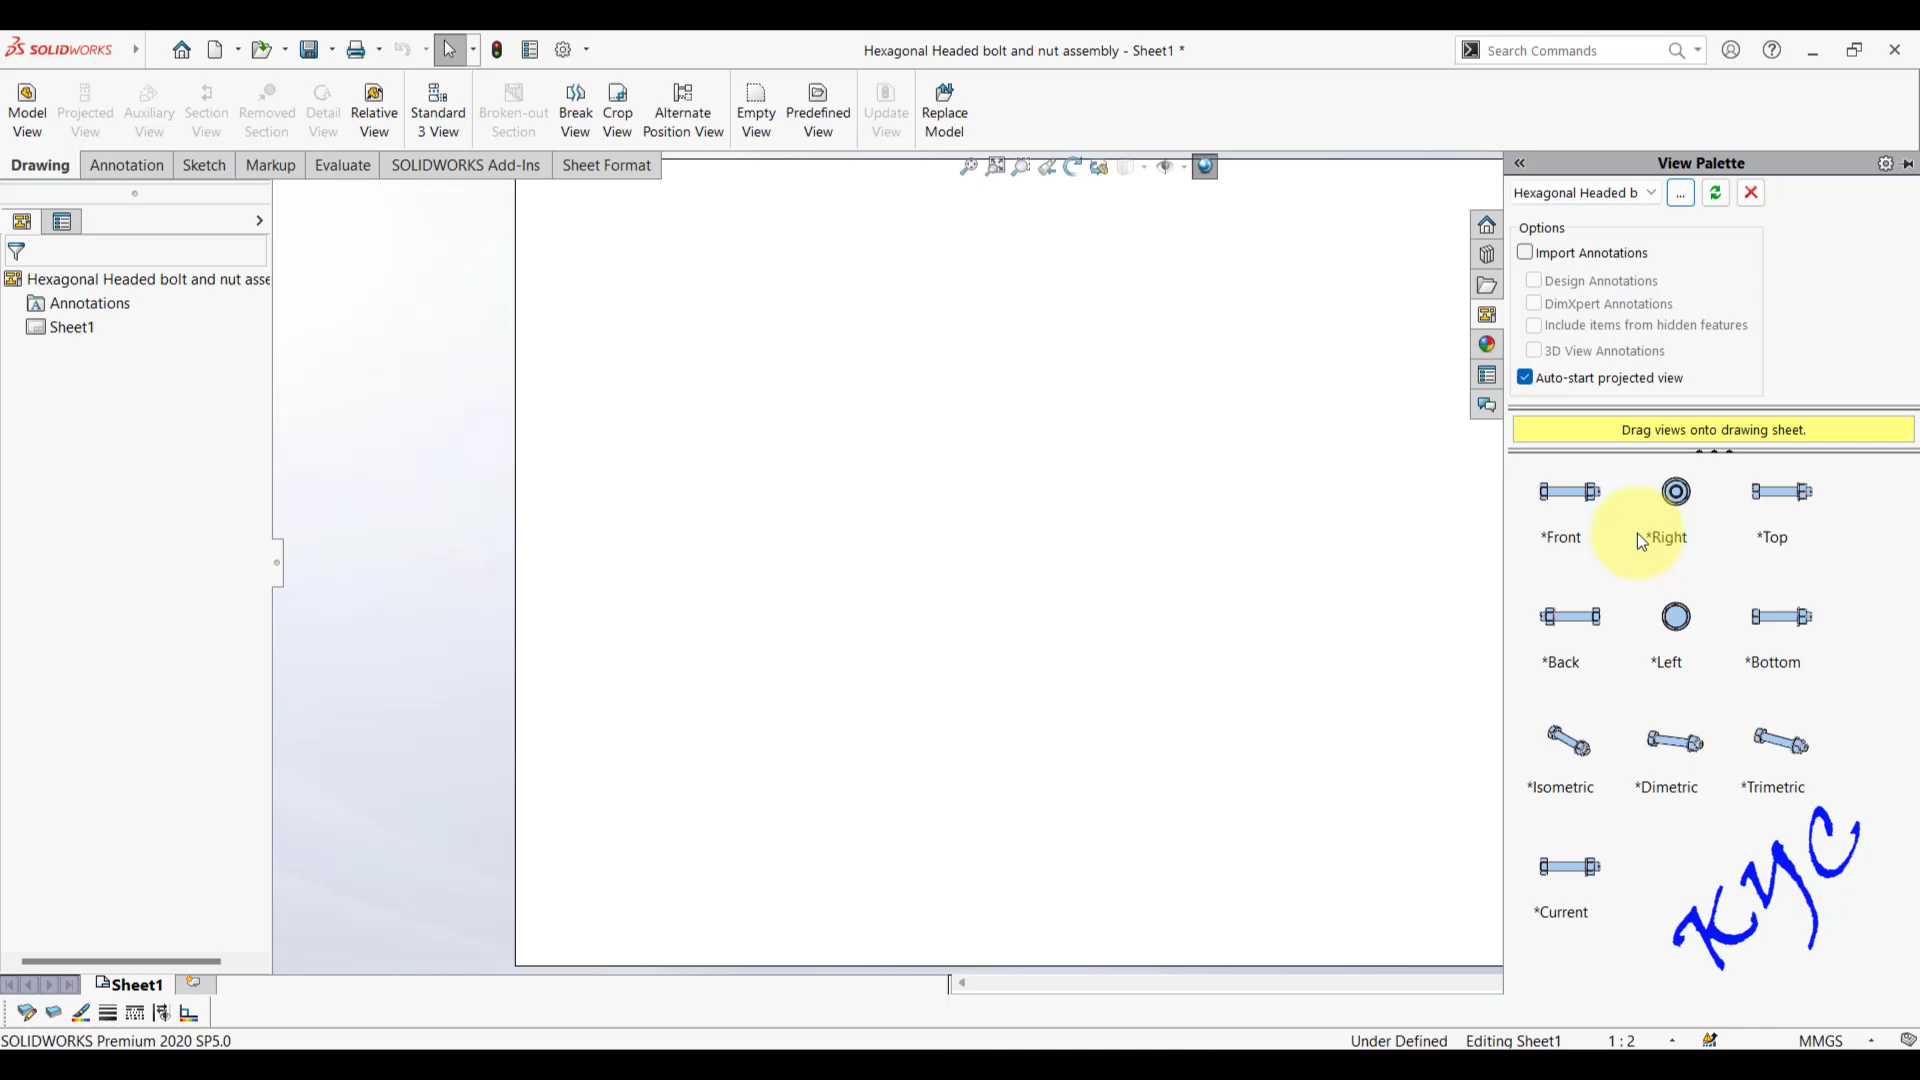 SOLIDWORKS
Hexagonal Headed bolt and nut assembly - Sheet1 *
Search Commands
Model View
Projected View
Auxiliary View
Section View
Removed Section
Detail View
Relative View
Standard 3 View
Broken-out Section
Break View
Crop View
Alternate Position View
Empty View
Predefined View
Update View
Replace Model
Drawing
Annotation
Sketch
Markup
Evaluate
SOLIDWORKS Add-Ins
Sheet Format
View Palette
Hexagonal Headed b
...
Options
Import Annotations
Design Annotations
DimXpert Annotations
Include items from hidden features
3D View Annotations
Auto-start projected view
Drag views onto drawing sheet.
Hexagonal Headed bolt and nut asse
Annotations
Sheet1
*Front
*Right
*Top
*Back
*Left
*Bottom
*Isometric
*Dimetric
*Trimetric
*Current
KYC
Sheet1
SOLIDWORKS Premium 2020 SP5.0
Under Defined
Editing Sheet1
1 : 2
MMGS